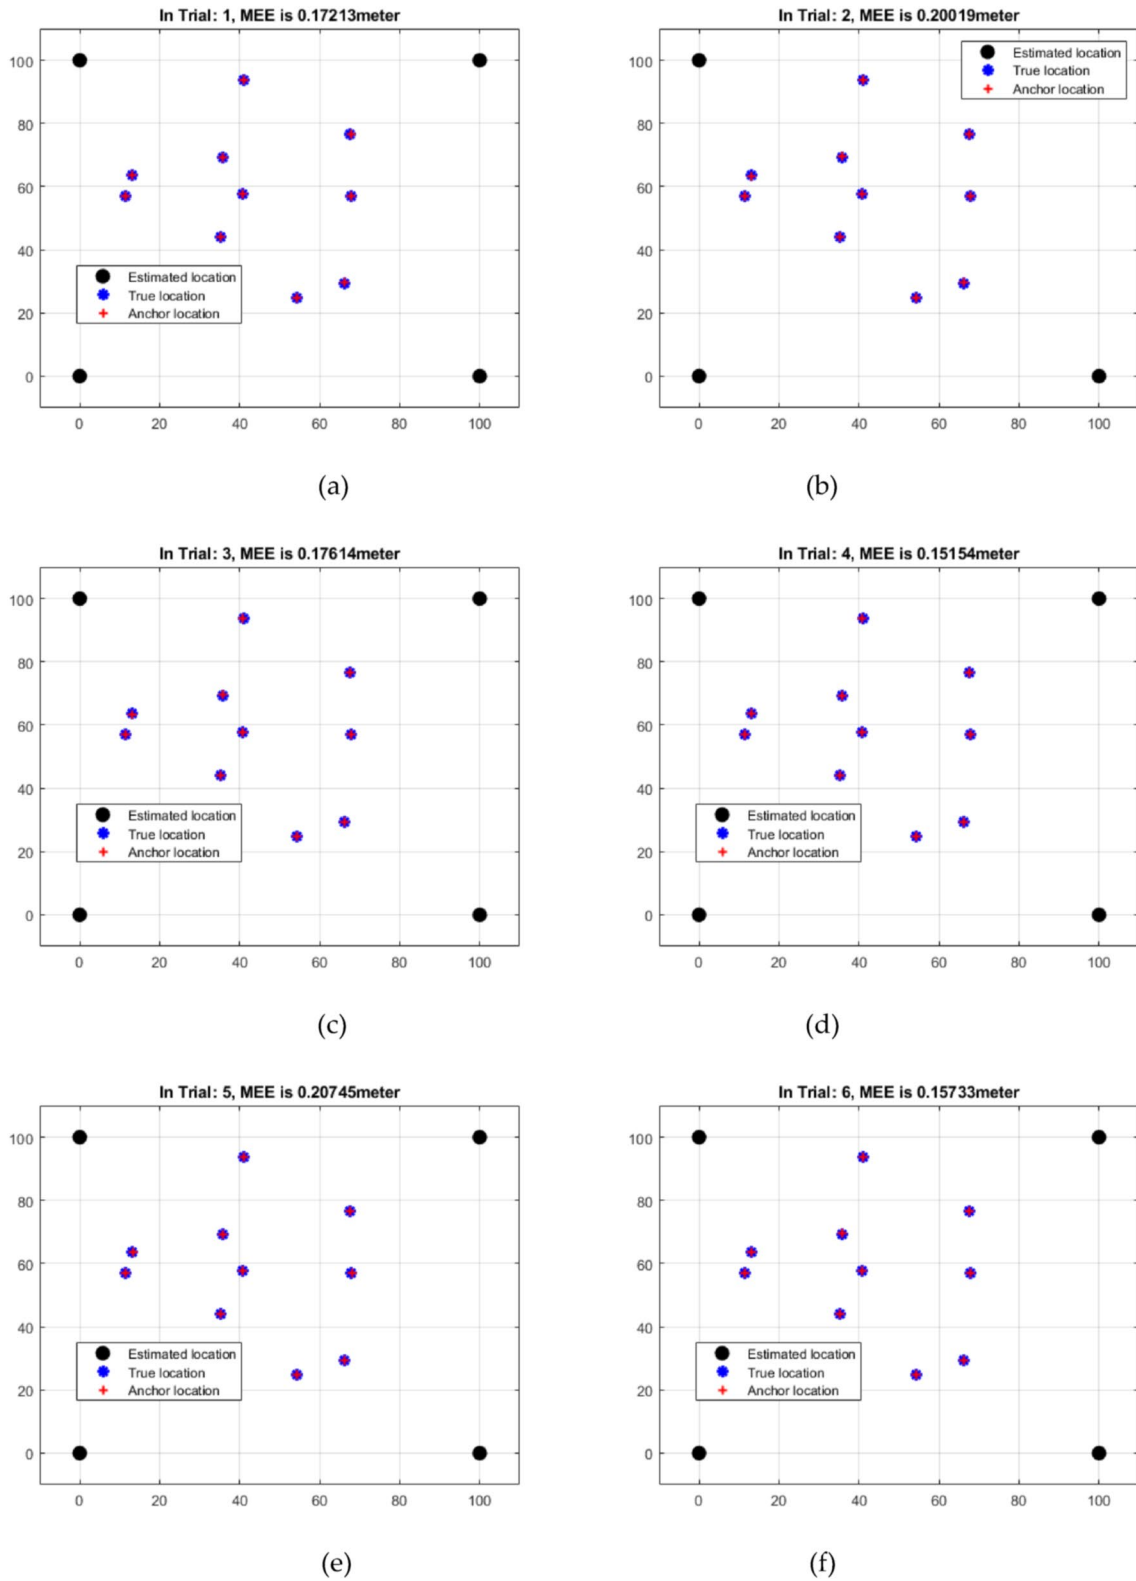 In Trial: 1, MEE is 0.17213meter
100
80
60
40
20
0
0 20 40 60 80 100
Estimated location
True location
Anchor location
(a)
In Trial: 2, MEE is 0.20019meter
100
80
60
40
20
0
0 20 40 60 80 100
Estimated location
True location
Anchor location
(b)
In Trial: 3, MEE is 0.17614meter
100
80
60
40
20
0
0 20 40 60 80 100
Estimated location
True location
Anchor location
(c)
In Trial: 4, MEE is 0.15154meter
100
80
60
40
20
0
0 20 40 60 80 100
Estimated location
True location
Anchor location
(d)
In Trial: 5, MEE is 0.20745meter
100
80
60
40
20
0
0 20 40 60 80 100
Estimated location
True location
Anchor location
(e)
In Trial: 6, MEE is 0.15733meter
100
80
60
40
20
0
0 20 40 60 80 100
Estimated location
True location
Anchor location
(f)